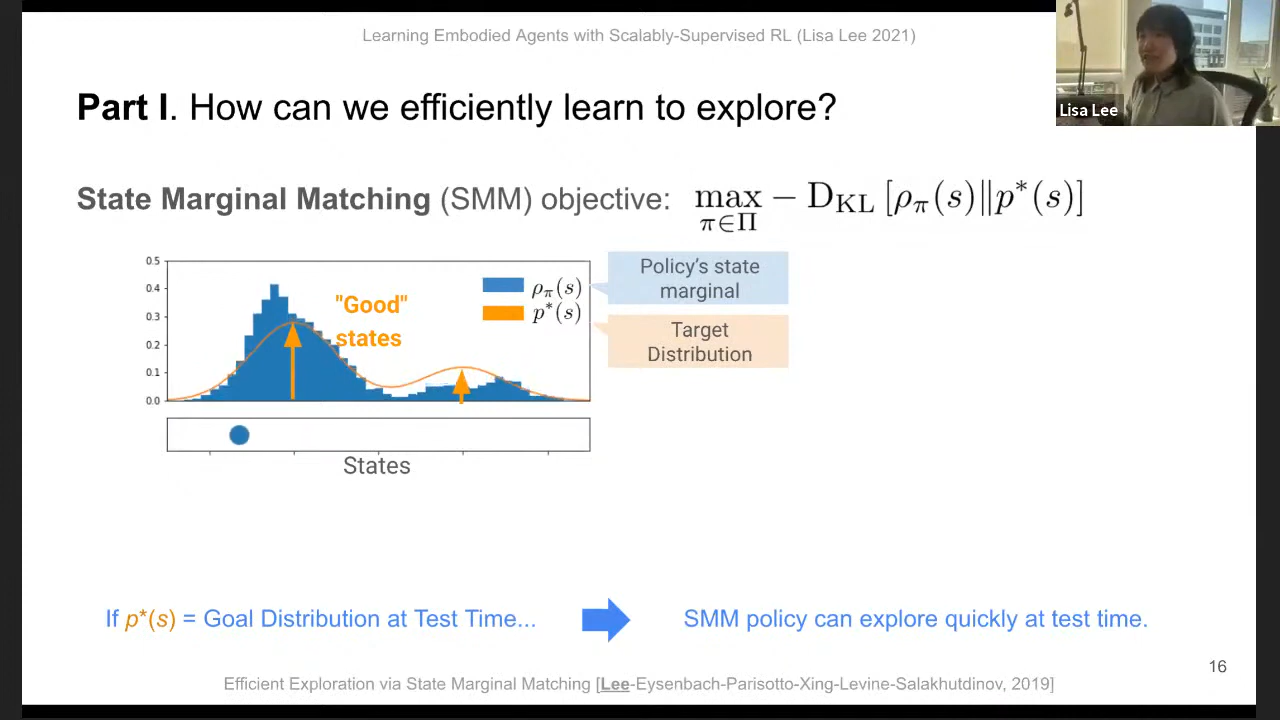 Learning Embodied Agents with Scalably-Supervised RL (Lisa Lee 2021)
Lisa Lee
Part I. How can we efficiently learn to explore?
State Marginal Matching (SMM) objective: max π∈Π − D_KL [ρ_π(s)‖p*(s)]
0.5
0.4
0.3
0.2
0.1
0.0
"Good"
states
ρ_π(s)
p*(s)
Policy's state
marginal
Target
Distribution
States
If p*(s) = Goal Distribution at Test Time...
SMM policy can explore quickly at test time.
16
Efficient Exploration via State Marginal Matching [Lee-Eysenbach-Parisotto-Xing-Levine-Salakhutdinov, 2019]